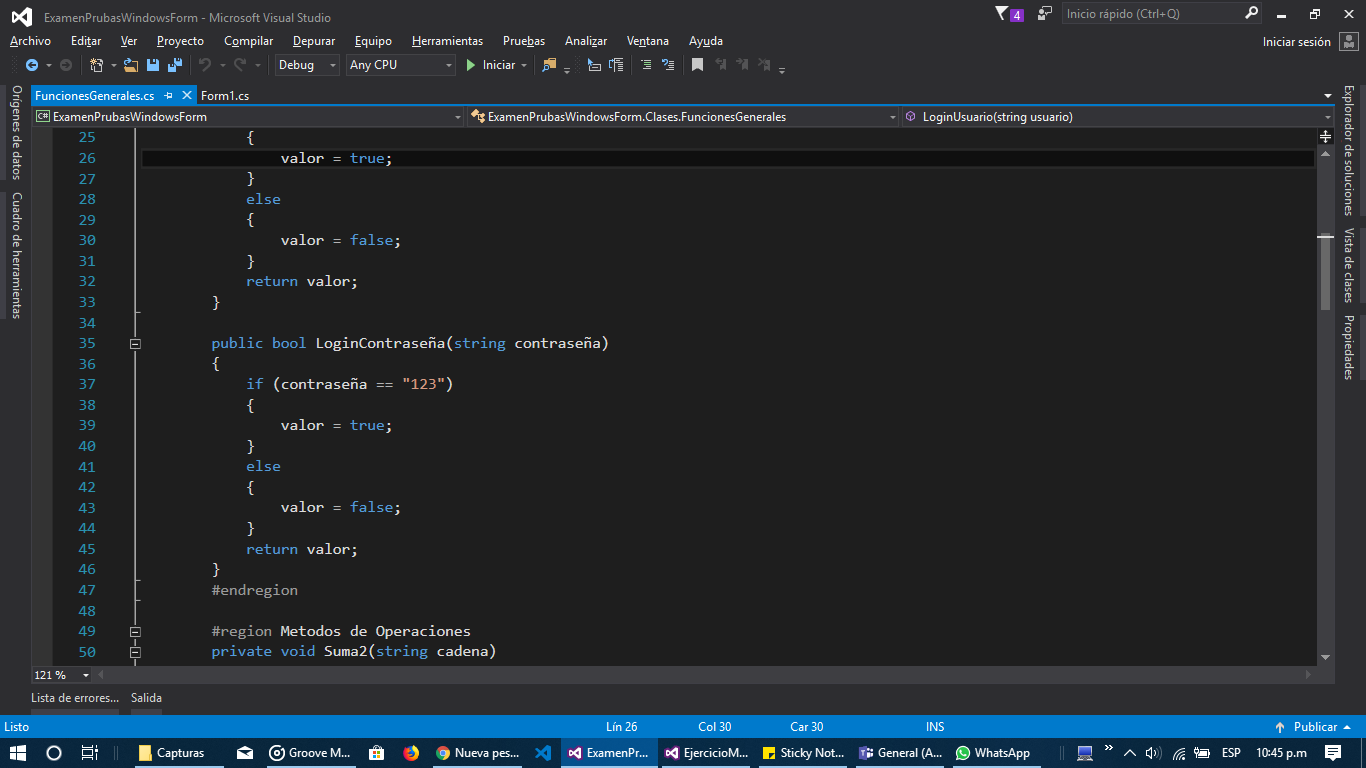 ExamenPrubasWindowsForm - Microsoft Visual Studio
4
Inicio rápido (Ctrl+Q)
Archivo Editar Ver Proyecto Compilar Depurar Equipo Herramientas Pruebas Analizar Ventana Ayuda
Iniciar sesión
Debug Any CPU Iniciar
FuncionesGenerales.cs Form1.cs
C# ExamenPrubasWindowsForm
ExamenPrubasWindowsForm.Clases.FuncionesGenerales
LoginUsuario(string usuario)
Orígenes de datos
Cuadro de herramientas
25 {
26 valor = true;
27 }
28 else
29 {
30 valor = false;
31 }
32 return valor;
33 }
34
35 public bool LoginContraseña(string contraseña)
36 {
37 if (contraseña == "123")
38 {
39 valor = true;
40 }
41 else
42 {
43 valor = false;
44 }
45 return valor;
46 }
47 #endregion
48
49 #region Metodos de Operaciones
50 private void Suma2(string cadena)
Explorador de soluciones
Vista de clases
Propiedades
121 %
Lista de errores... Salida
Listo Lín 26 Col 30 Car 30 INS Publicar
Capturas Groove M... Nueva pes... ExamenPr... EjercicioM... Sticky Not... General (A... WhatsApp ESP 10:45 p.m